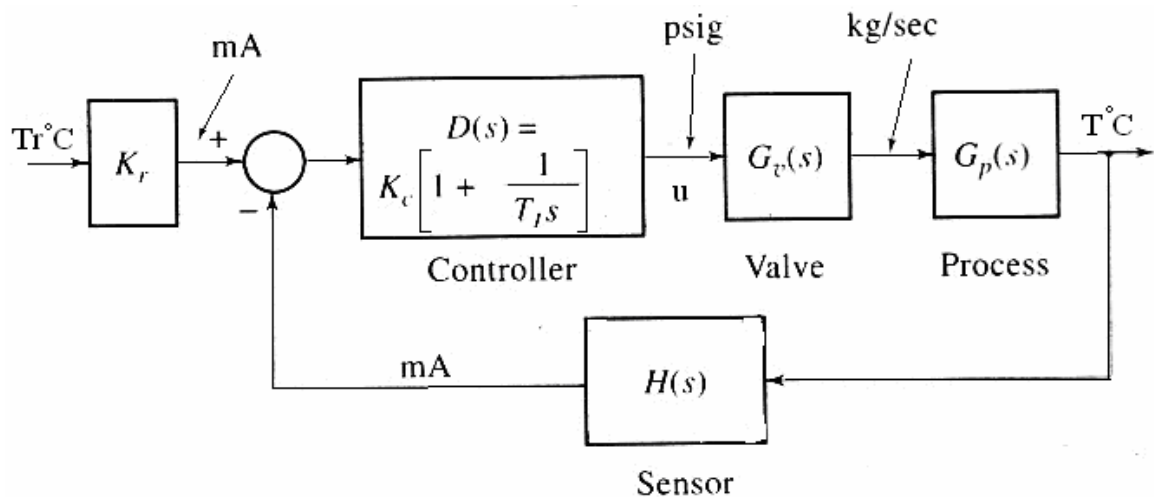 psig
kg/sec
mA
Tr°C
K_r
+
−
D(s) =
K_c [ 1 + 1 / T_I s ]
u
G_v(s)
G_p(s)
T°C
Controller
Valve
Process
mA
H(s)
Sensor